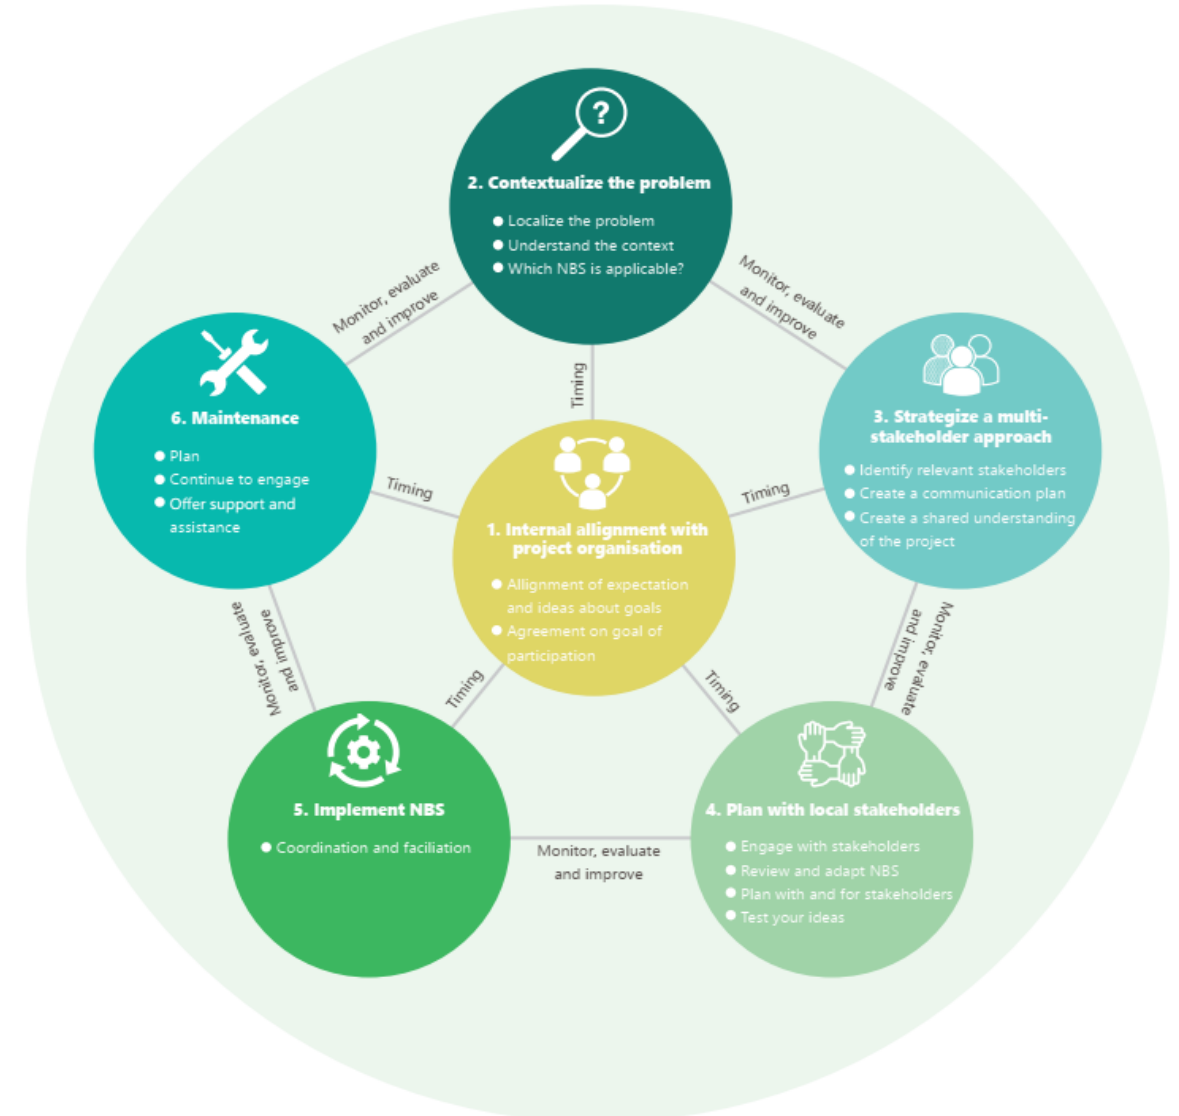 ?
2. Contextualize the problem
Localize the problem
Understand the context
Which NBS is applicable?
Monitor, evaluate
and improve
Monitor, evaluate
and improve
Timing
6. Maintenance
Plan
Continue to engage
Offer support and
assistance
3. Strategize a multi-
stakeholder approach
Identify relevant stakeholders
Create a communication plan
Create a shared understanding
of the project
Timing
Timing
1. Internal allignment with
project organisation
Allignment of expectation
and ideas about goals
Agreement on goal of
participation
Monitor, evaluate
and improve
Monitor, evaluate
and improve
Timing
Timing
5. Implement NBS
Coordination and faciliation
Monitor, evaluate
and improve
4. Plan with local stakeholders
Engage with stakeholders
Review and adapt NBS
Plan with and for stakeholders
Test your ideas